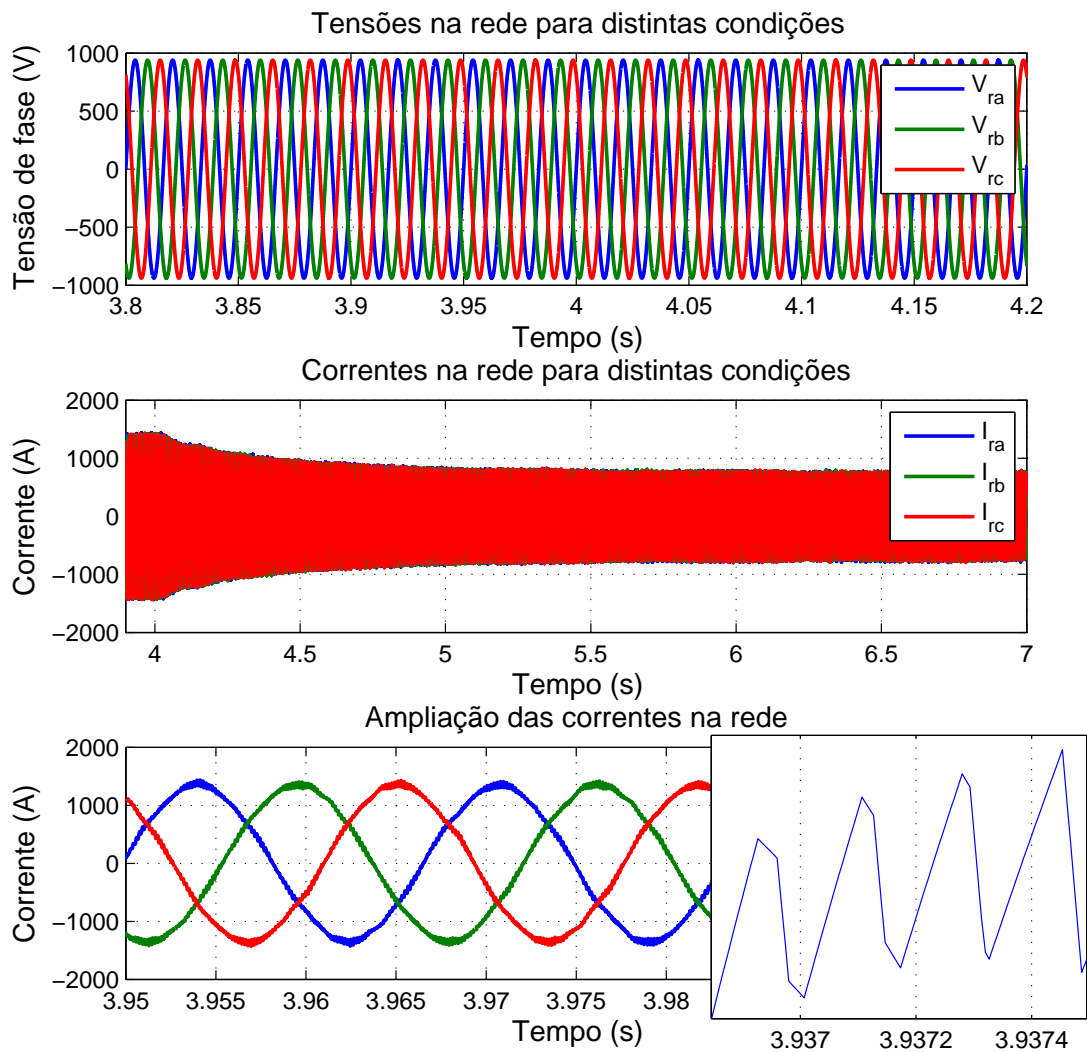 Tensões na rede para distintas condições
Tensão de fase (V)
1000
500
0
−500
−1000
V_ra
V_rb
V_rc
3.8 3.85 3.9 3.95 4 4.05 4.1 4.15 4.2
Tempo (s)
Correntes na rede para distintas condições
Corrente (A)
2000
1000
0
−1000
−2000
I_ra
I_rb
I_rc
4 4.5 5 5.5 6 6.5 7
Tempo (s)
Ampliação das correntes na rede
Corrente (A)
2000
1000
0
−1000
−2000
3.95 3.955 3.96 3.965 3.97 3.975 3.98
Tempo (s)
3.937 3.9372 3.9374